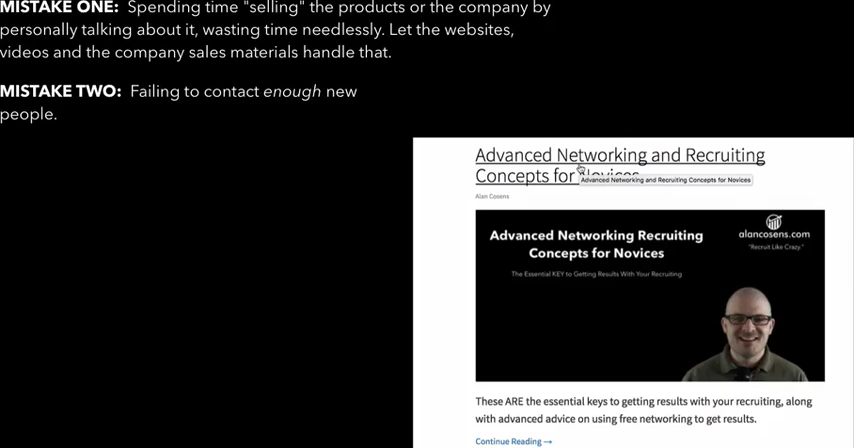 MISTAKE ONE: Spending time "selling" the products or the company by
personally talking about it, wasting time needlessly. Let the websites,
videos and the company sales materials handle that.
MISTAKE TWO: Failing to contact enough new
people.
Advanced Networking and Recruiting
Concepts for Novices
Advanced Networking and Recruiting Concepts for Novices
Alan Cosens
Advanced Networking Recruiting
Concepts for Novices
The Essential KEY to Getting Results With Your Recruiting
alancosens.com
"Recruit Like Crazy."
These ARE the essential keys to getting results with your recruiting, along
with advanced advice on using free networking to get results.
Continue Reading →